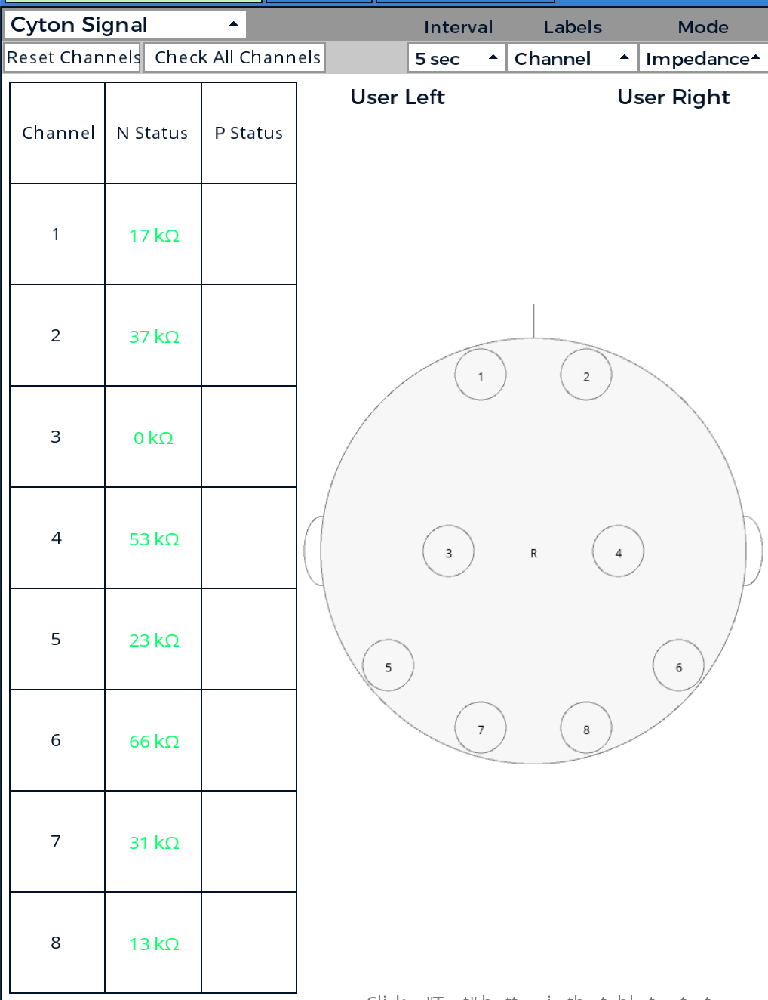 Cyton Signal
Interval Labels Mode
Reset Channels Check All Channels 5 sec Channel Impedance
User Left User Right
Channel N Status P Status
1 17 kΩ
2 37 kΩ
3 0 kΩ
4 53 kΩ
5 23 kΩ
6 66 kΩ
7 31 kΩ
8 13 kΩ
1 2
3 R 4
5 6
7 8